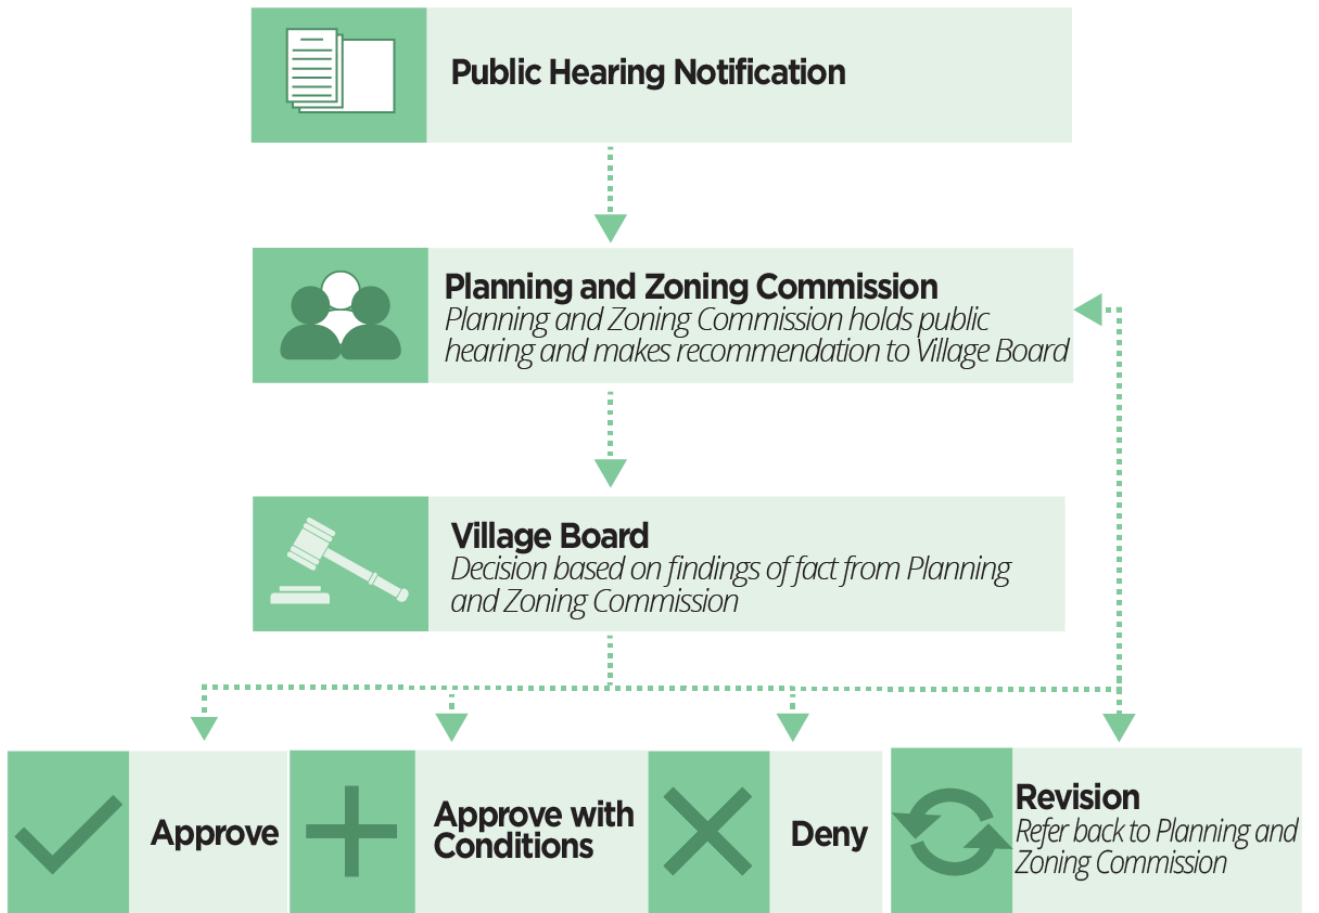 Public Hearing Notification
Planning and Zoning Commission
Planning and Zoning Commission holds public
hearing and makes recommendation to Village Board
Village Board
Decision based on findings of fact from Planning
and Zoning Commission
Approve
Approve with
Conditions
Deny
Revision
Refer back to Planning and
Zoning Commission